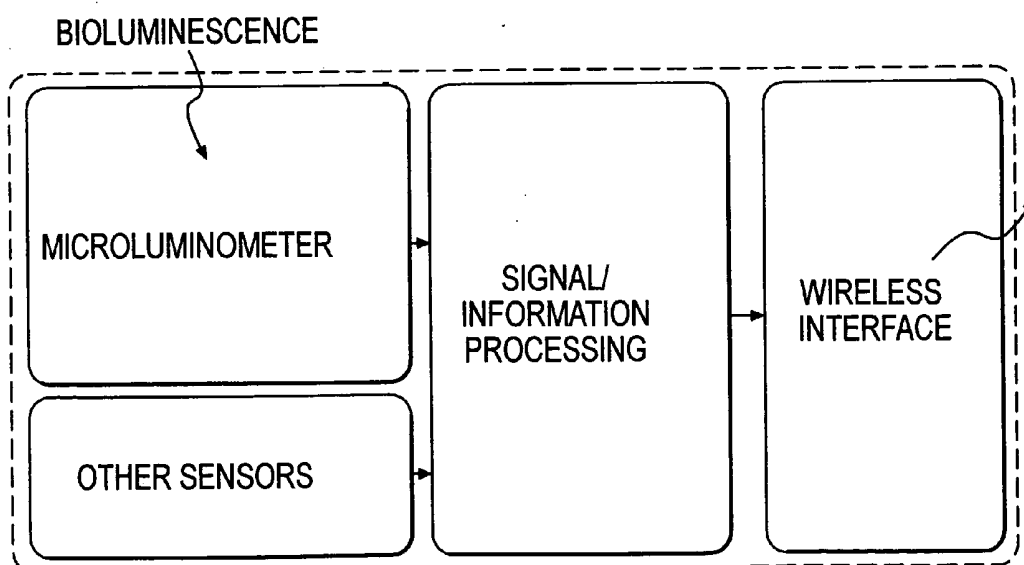 BIOLUMINESCENCE
MICROLUMINOMETER
OTHER SENSORS
SIGNAL/
INFORMATION
PROCESSING
WIRELESS
INTERFACE